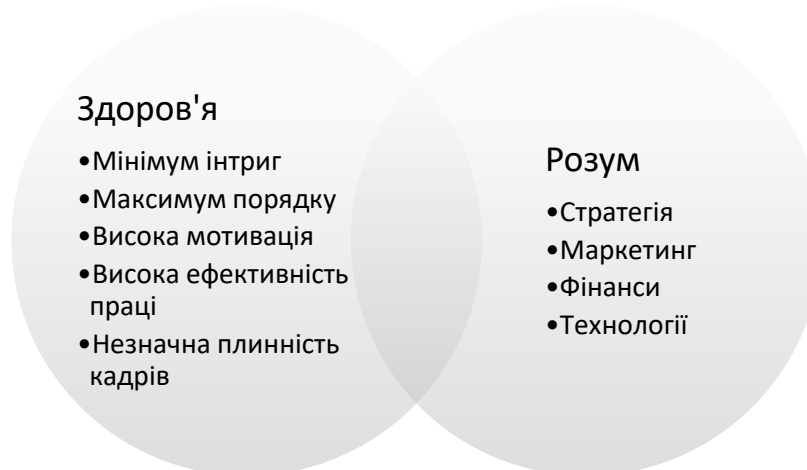 Здоров'я
•Мінімум інтриг
•Максимум порядку
•Висока мотивація
•Висока ефективність
праці
•Незначна плинність
кадрів
Розум
•Стратегія
•Маркетинг
•Фінанси
•Технології